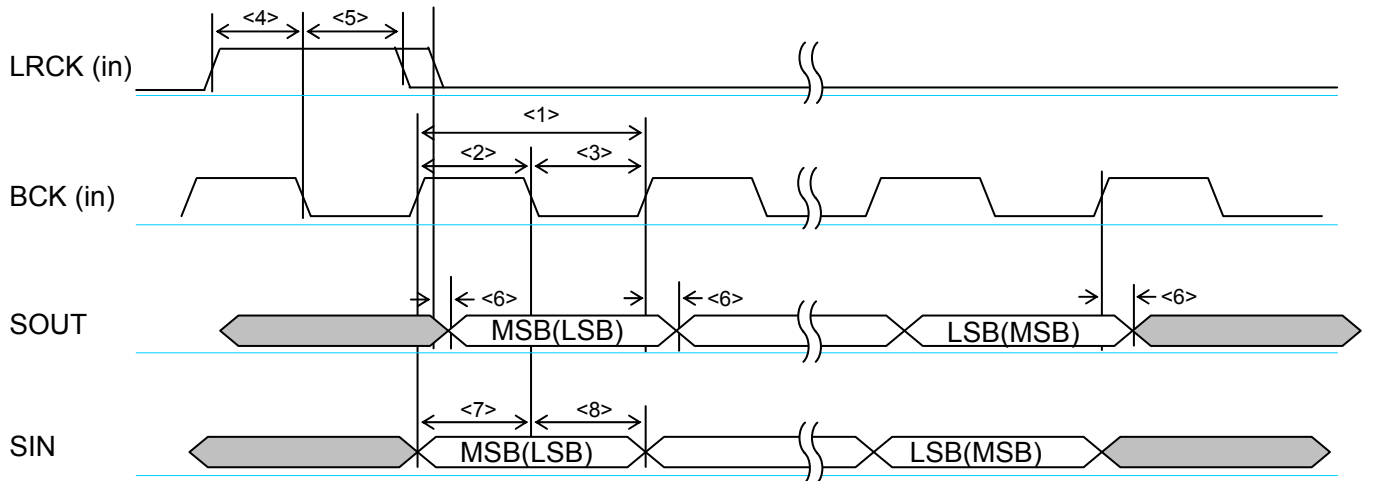 <4> <5>
LRCK (in)
<1>
<2> <3>
BCK (in)
<6> <6> <6>
SOUT MSB(LSB) LSB(MSB)
<7> <8>
SIN MSB(LSB) LSB(MSB)